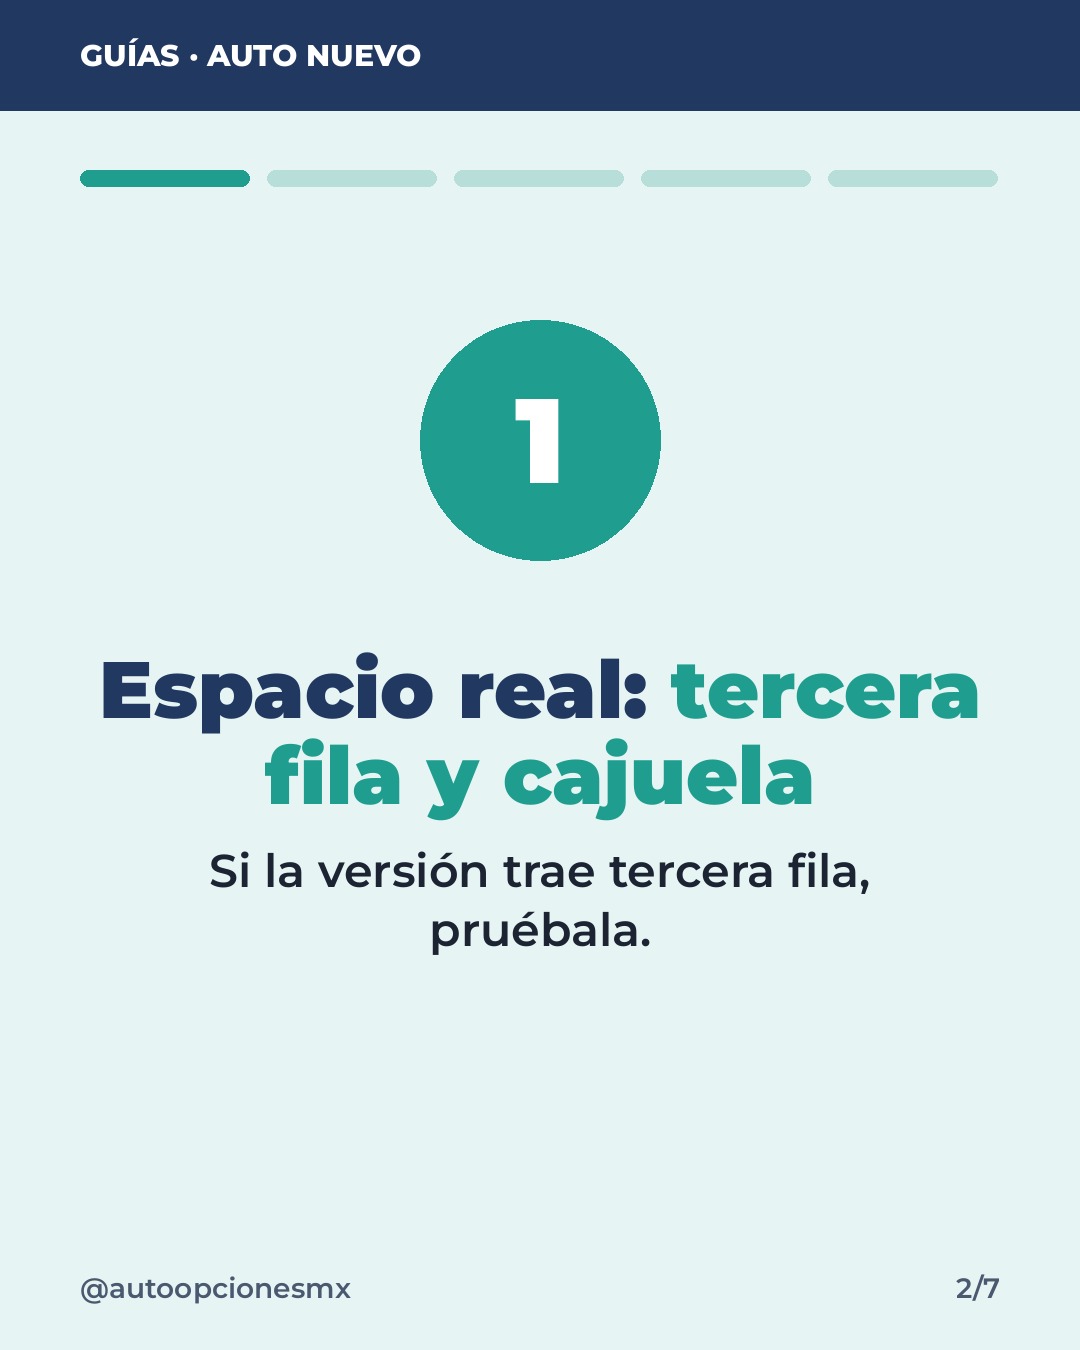 GUÍAS · AUTO NUEVO
1
Espacio real: tercera
fila y cajuela
Si la versión trae tercera fila,
pruébala.
@autoopcionesmx
2/7